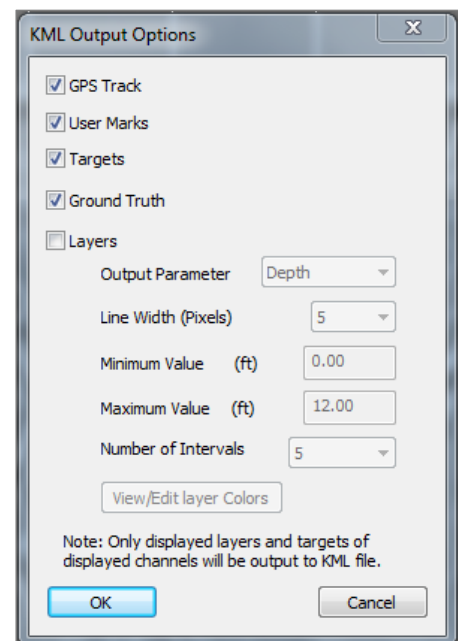 KML Output Options
GPS Track
User Marks
Targets
Ground Truth
Layers
Output Parameter Depth
Line Width (Pixels) 5
Minimum Value (ft) 0.00
Maximum Value (ft) 12.00
Number of Intervals 5
View/Edit layer Colors
Note: Only displayed layers and targets of
displayed channels will be output to KML file.
OK Cancel